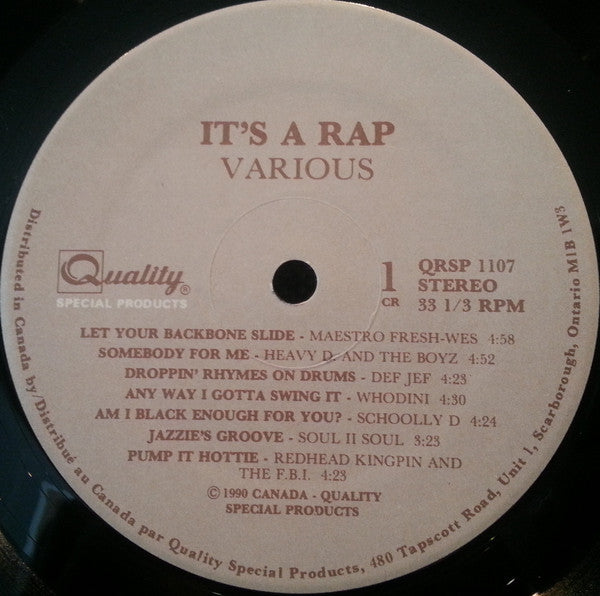 IT'S A RAP
VARIOUS
Quality®
SPECIAL PRODUCTS
1
CR
QRSP 1107
STEREO
33 1/3 RPM
LET YOUR BACKBONE SLIDE - MAESTRO FRESH-WES 4:58
SOMEBODY FOR ME - HEAVY D. AND THE BOYZ 4:52
DROPPIN' RHYMES ON DRUMS - DEF JEF 4:23
ANY WAY I GOTTA SWING IT - WHODINI 4:30
AM I BLACK ENOUGH FOR YOU? - SCHOOLLY D 4:24
JAZZIE'S GROOVE - SOUL II SOUL 3:23
PUMP IT HOTTIE - REDHEAD KINGPIN AND
THE F.B.I. 4:23
© 1990 CANADA - QUALITY
SPECIAL PRODUCTS
Distributed in Canada by/Distribué au Canada par Quality Special Products, 480 Tapscott Road, Unit 1, Scarborough, Ontario M1B 1W3